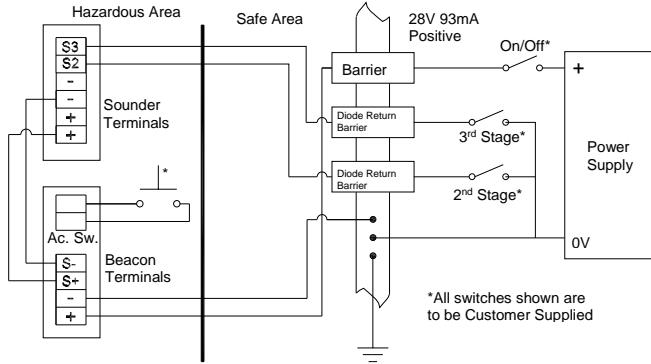 Hazardous Area
Safe Area
28V 93mA
Positive
On/Off*
S3
S2
-
-
+
+
Sounder
Terminals
Barrier
+
Diode Return
Barrier
3rd Stage*
Power
Supply
Diode Return
Barrier
2nd Stage*
*
Ac. Sw.
0V
Beacon
Terminals
S-
S+
-
+
*All switches shown are
to be Customer Supplied